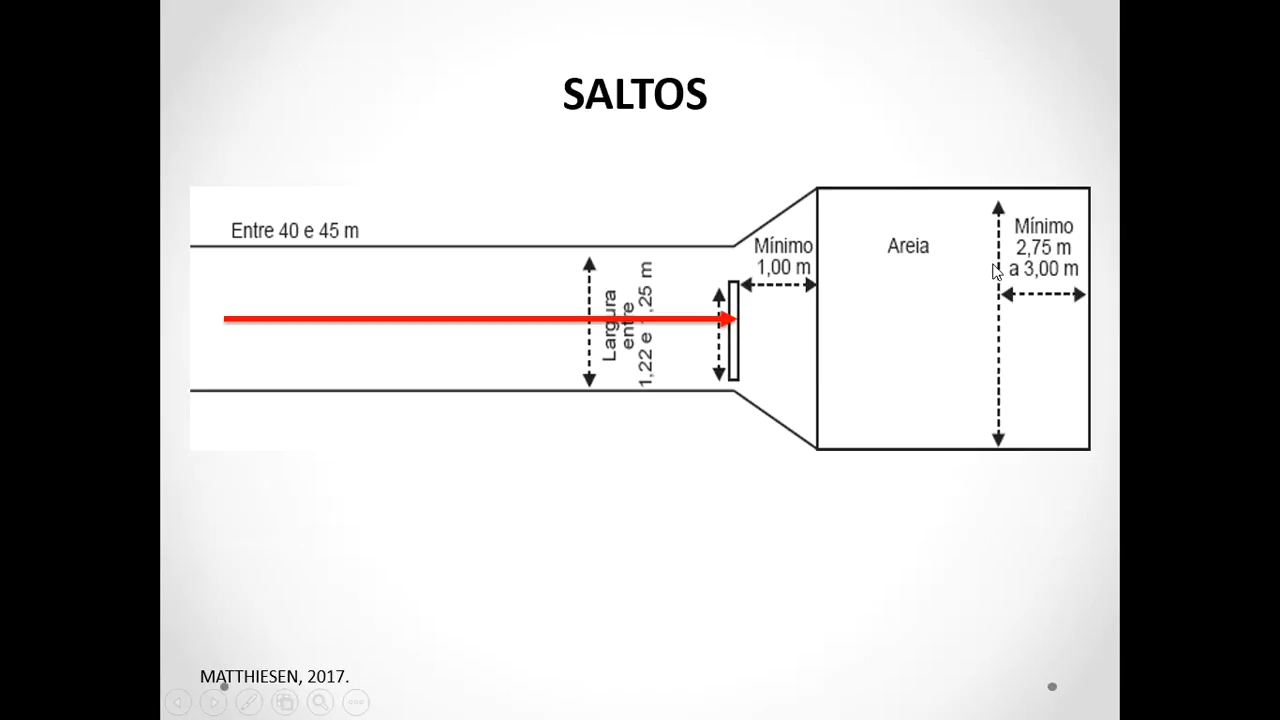 SALTOS
Entre 40 e 45 m
Largura
entre
1,22 e ,25 m
Mínimo
1,00 m
Areia
Mínimo
2,75 m
a 3,00 m
MATTHIESEN, 2017.